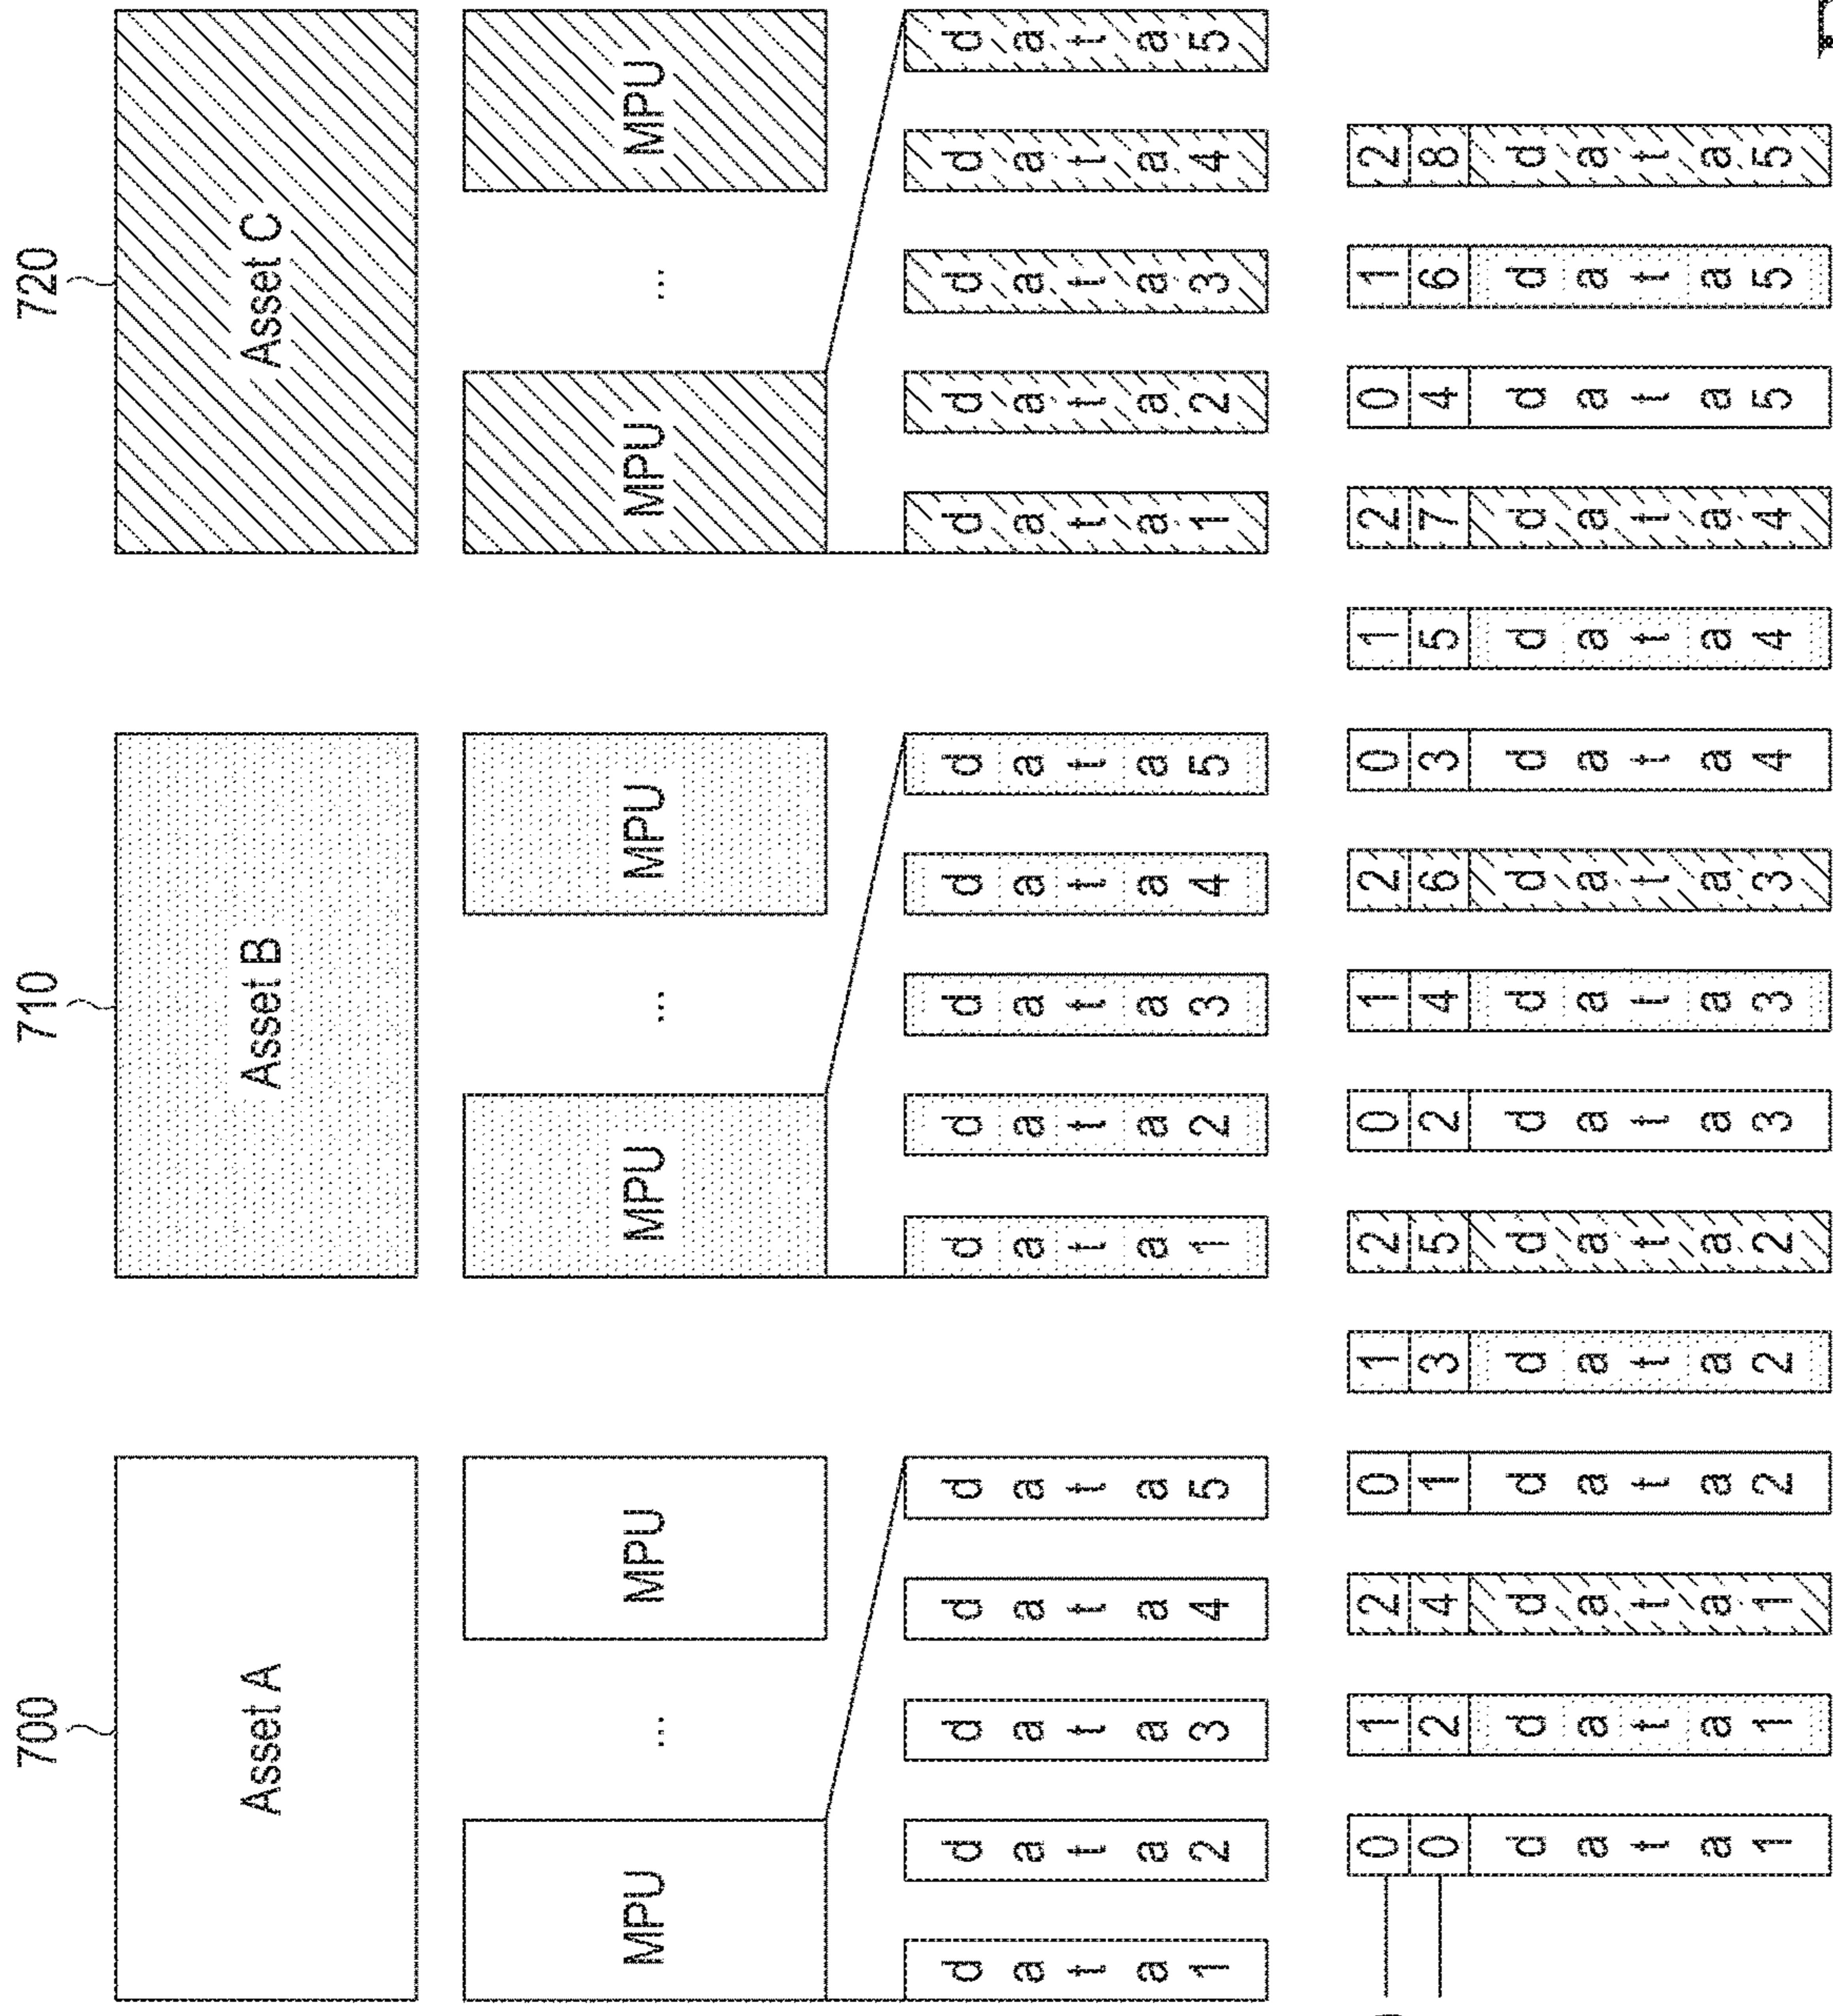 700 710 720
Asset A Asset B Asset C
MPU ... MPU MPU ... MPU MPU ... MPU
data1 data2 data3 data4 data5 data1 data2 data3 data4 data5 data1 data2 data3 data4 data5
0 1 2 0 1 2 0 1 2 0 1 2 0 1 2
0 2 4 1 3 5 2 4 6 3 5 7 4 6 8
data1 data1 data1 data2 data2 data2 data3 data3 data3 data4 data4 data4 data5 data5 data5